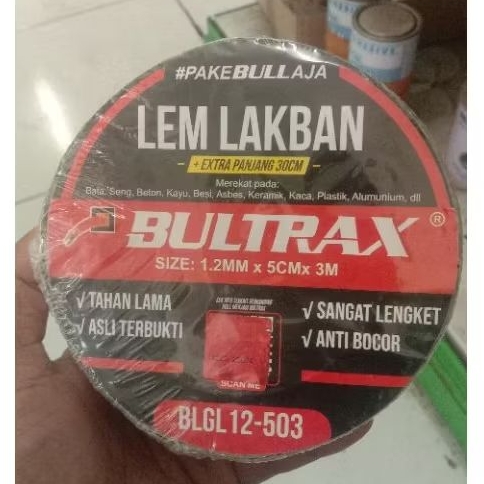 #PAKEBULLAJA
LEM LAKBAN
+ EXTRA PANJANG 30CM
Merekat pada:
Baja, Seng, Beton, Kayu, Besi, Asbes, Keramik, Kaca, Plastik, Alumunium, dll
BULTRAX ®
SIZE: 1.2MM x 5CMx 3M
√ TAHAN LAMA
√ ASLI TERBUKTI
√ SANGAT LENGKET
√ ANTI BOCOR
SCAN ME
BLGL12-503